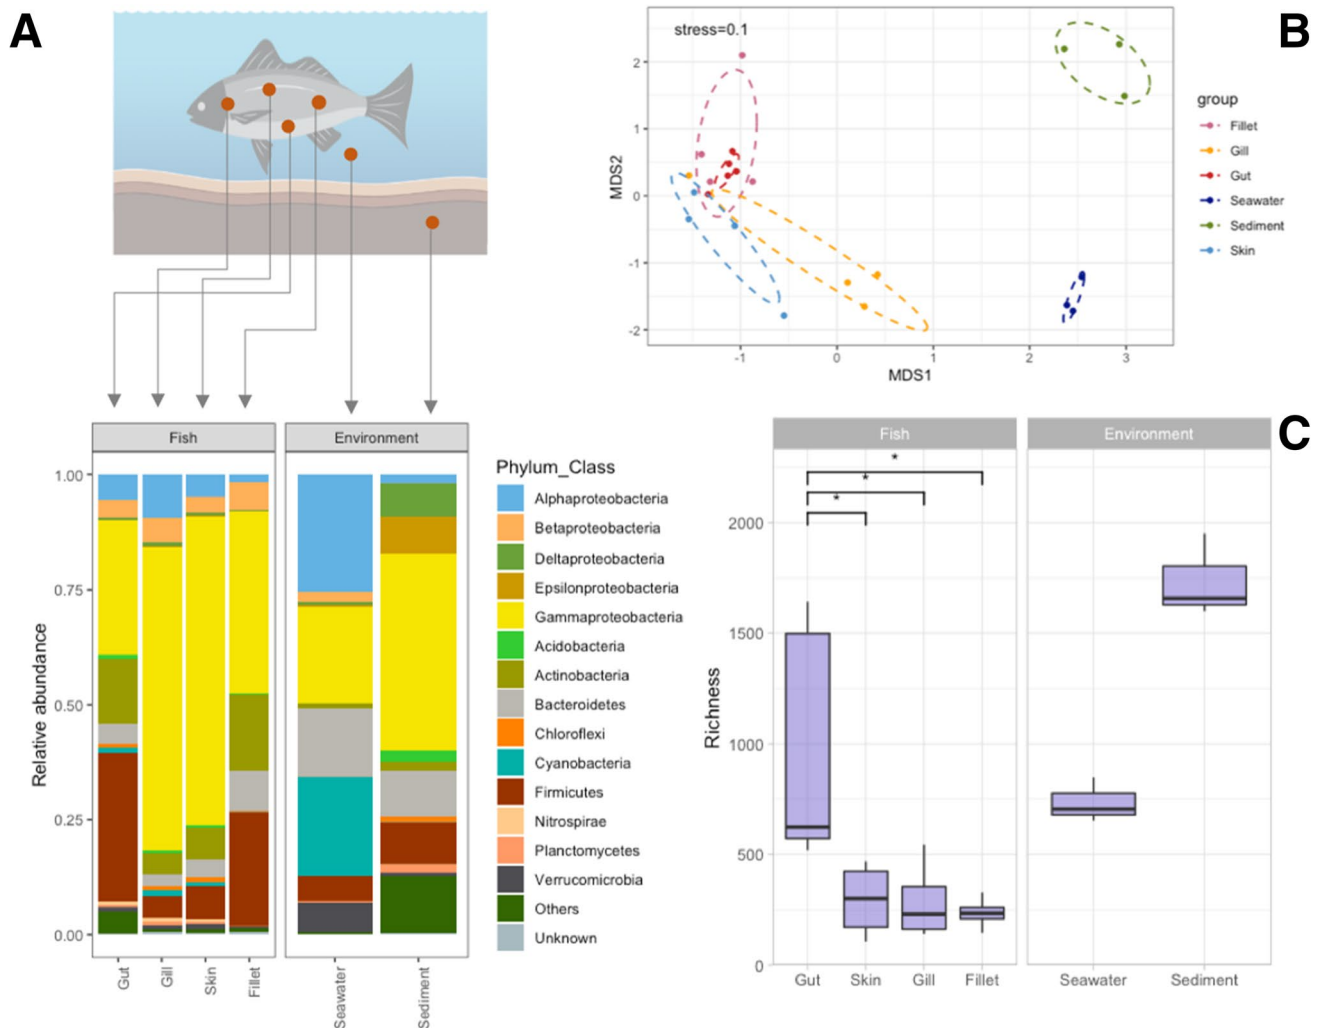 A
Fish
Environment
1.00
0.75
0.50
0.25
0.00
Relative abundance
Gut
Gill
Skin
Fillet
Seawater
Sediment
Phylum_Class
Alphaproteobacteria
Betaproteobacteria
Deltaproteobacteria
Epsilonproteobacteria
Gammaproteobacteria
Acidobacteria
Actinobacteria
Bacteroidetes
Chloroflexi
Cyanobacteria
Firmicutes
Nitrospirae
Planctomycetes
Verrucomicrobia
Others
Unknown
B
stress=0.1
2
1
0
-1
-2
MDS2
-1
0
1
2
3
MDS1
group
Fillet
Gill
Gut
Seawater
Sediment
Skin
C
Fish
Environment
*
*
*
2000
1500
1000
500
0
Richness
Gut
Skin
Gill
Fillet
Seawater
Sediment